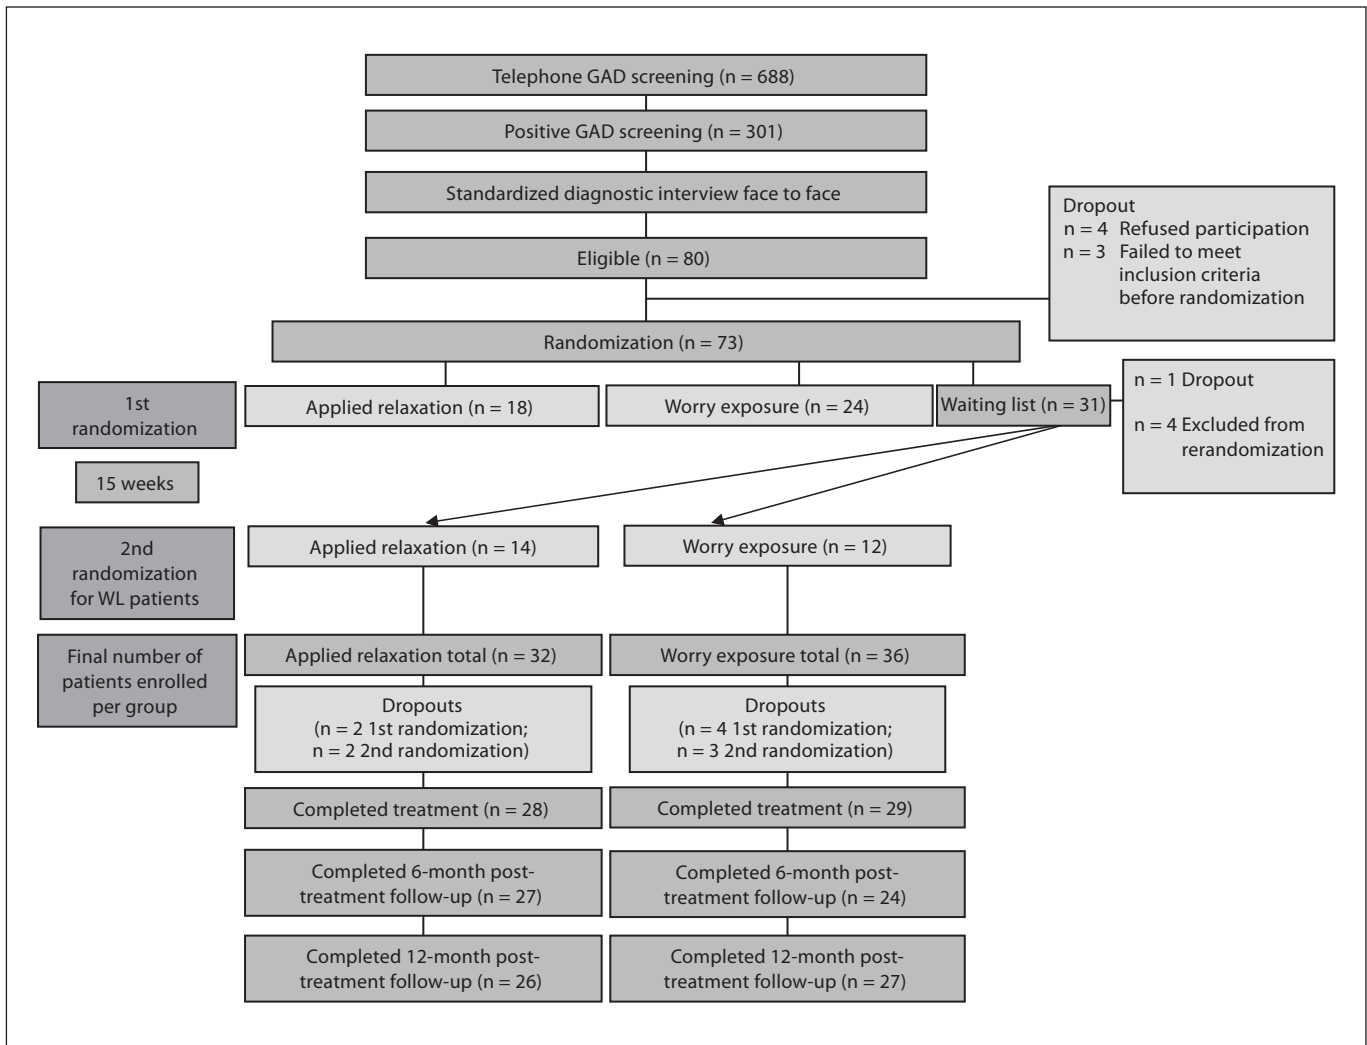 Telephone GAD screening (n = 688)
Positive GAD screening (n = 301)
Standardized diagnostic interview face to face
Eligible (n = 80)
Dropout
n = 4 Refused participation
n = 3 Failed to meet
inclusion criteria
before randomization
Randomization (n = 73)
1st
randomization
Applied relaxation (n = 18)
Worry exposure (n = 24)
Waiting list (n = 31)
n = 1 Dropout
n = 4 Excluded from
rerandomization
15 weeks
2nd
randomization
for WL patients
Applied relaxation (n = 14)
Worry exposure (n = 12)
Final number of
patients enrolled
per group
Applied relaxation total (n = 32)
Worry exposure total (n = 36)
Dropouts
(n = 2 1st randomization;
n = 2 2nd randomization)
Dropouts
(n = 4 1st randomization;
n = 3 2nd randomization)
Completed treatment (n = 28)
Completed treatment (n = 29)
Completed 6-month post-
treatment follow-up (n = 27)
Completed 6-month post-
treatment follow-up (n = 24)
Completed 12-month post-
treatment follow-up (n = 26)
Completed 12-month post-
treatment follow-up (n = 27)